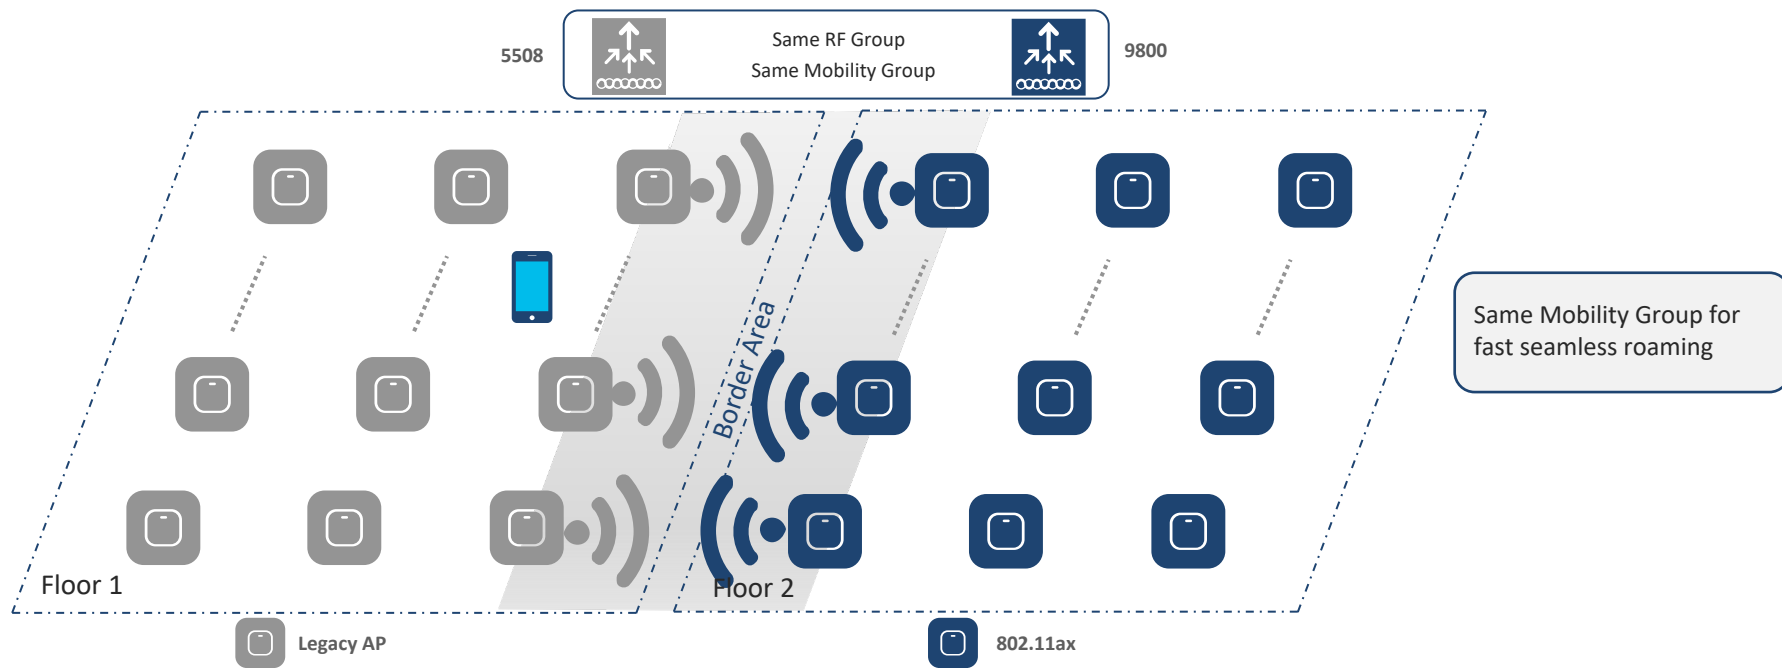 5508
Same RF Group
Same Mobility Group
9800
Border Area
Same Mobility Group for
fast seamless roaming
Floor 1
Floor 2
Legacy AP
802.11ax